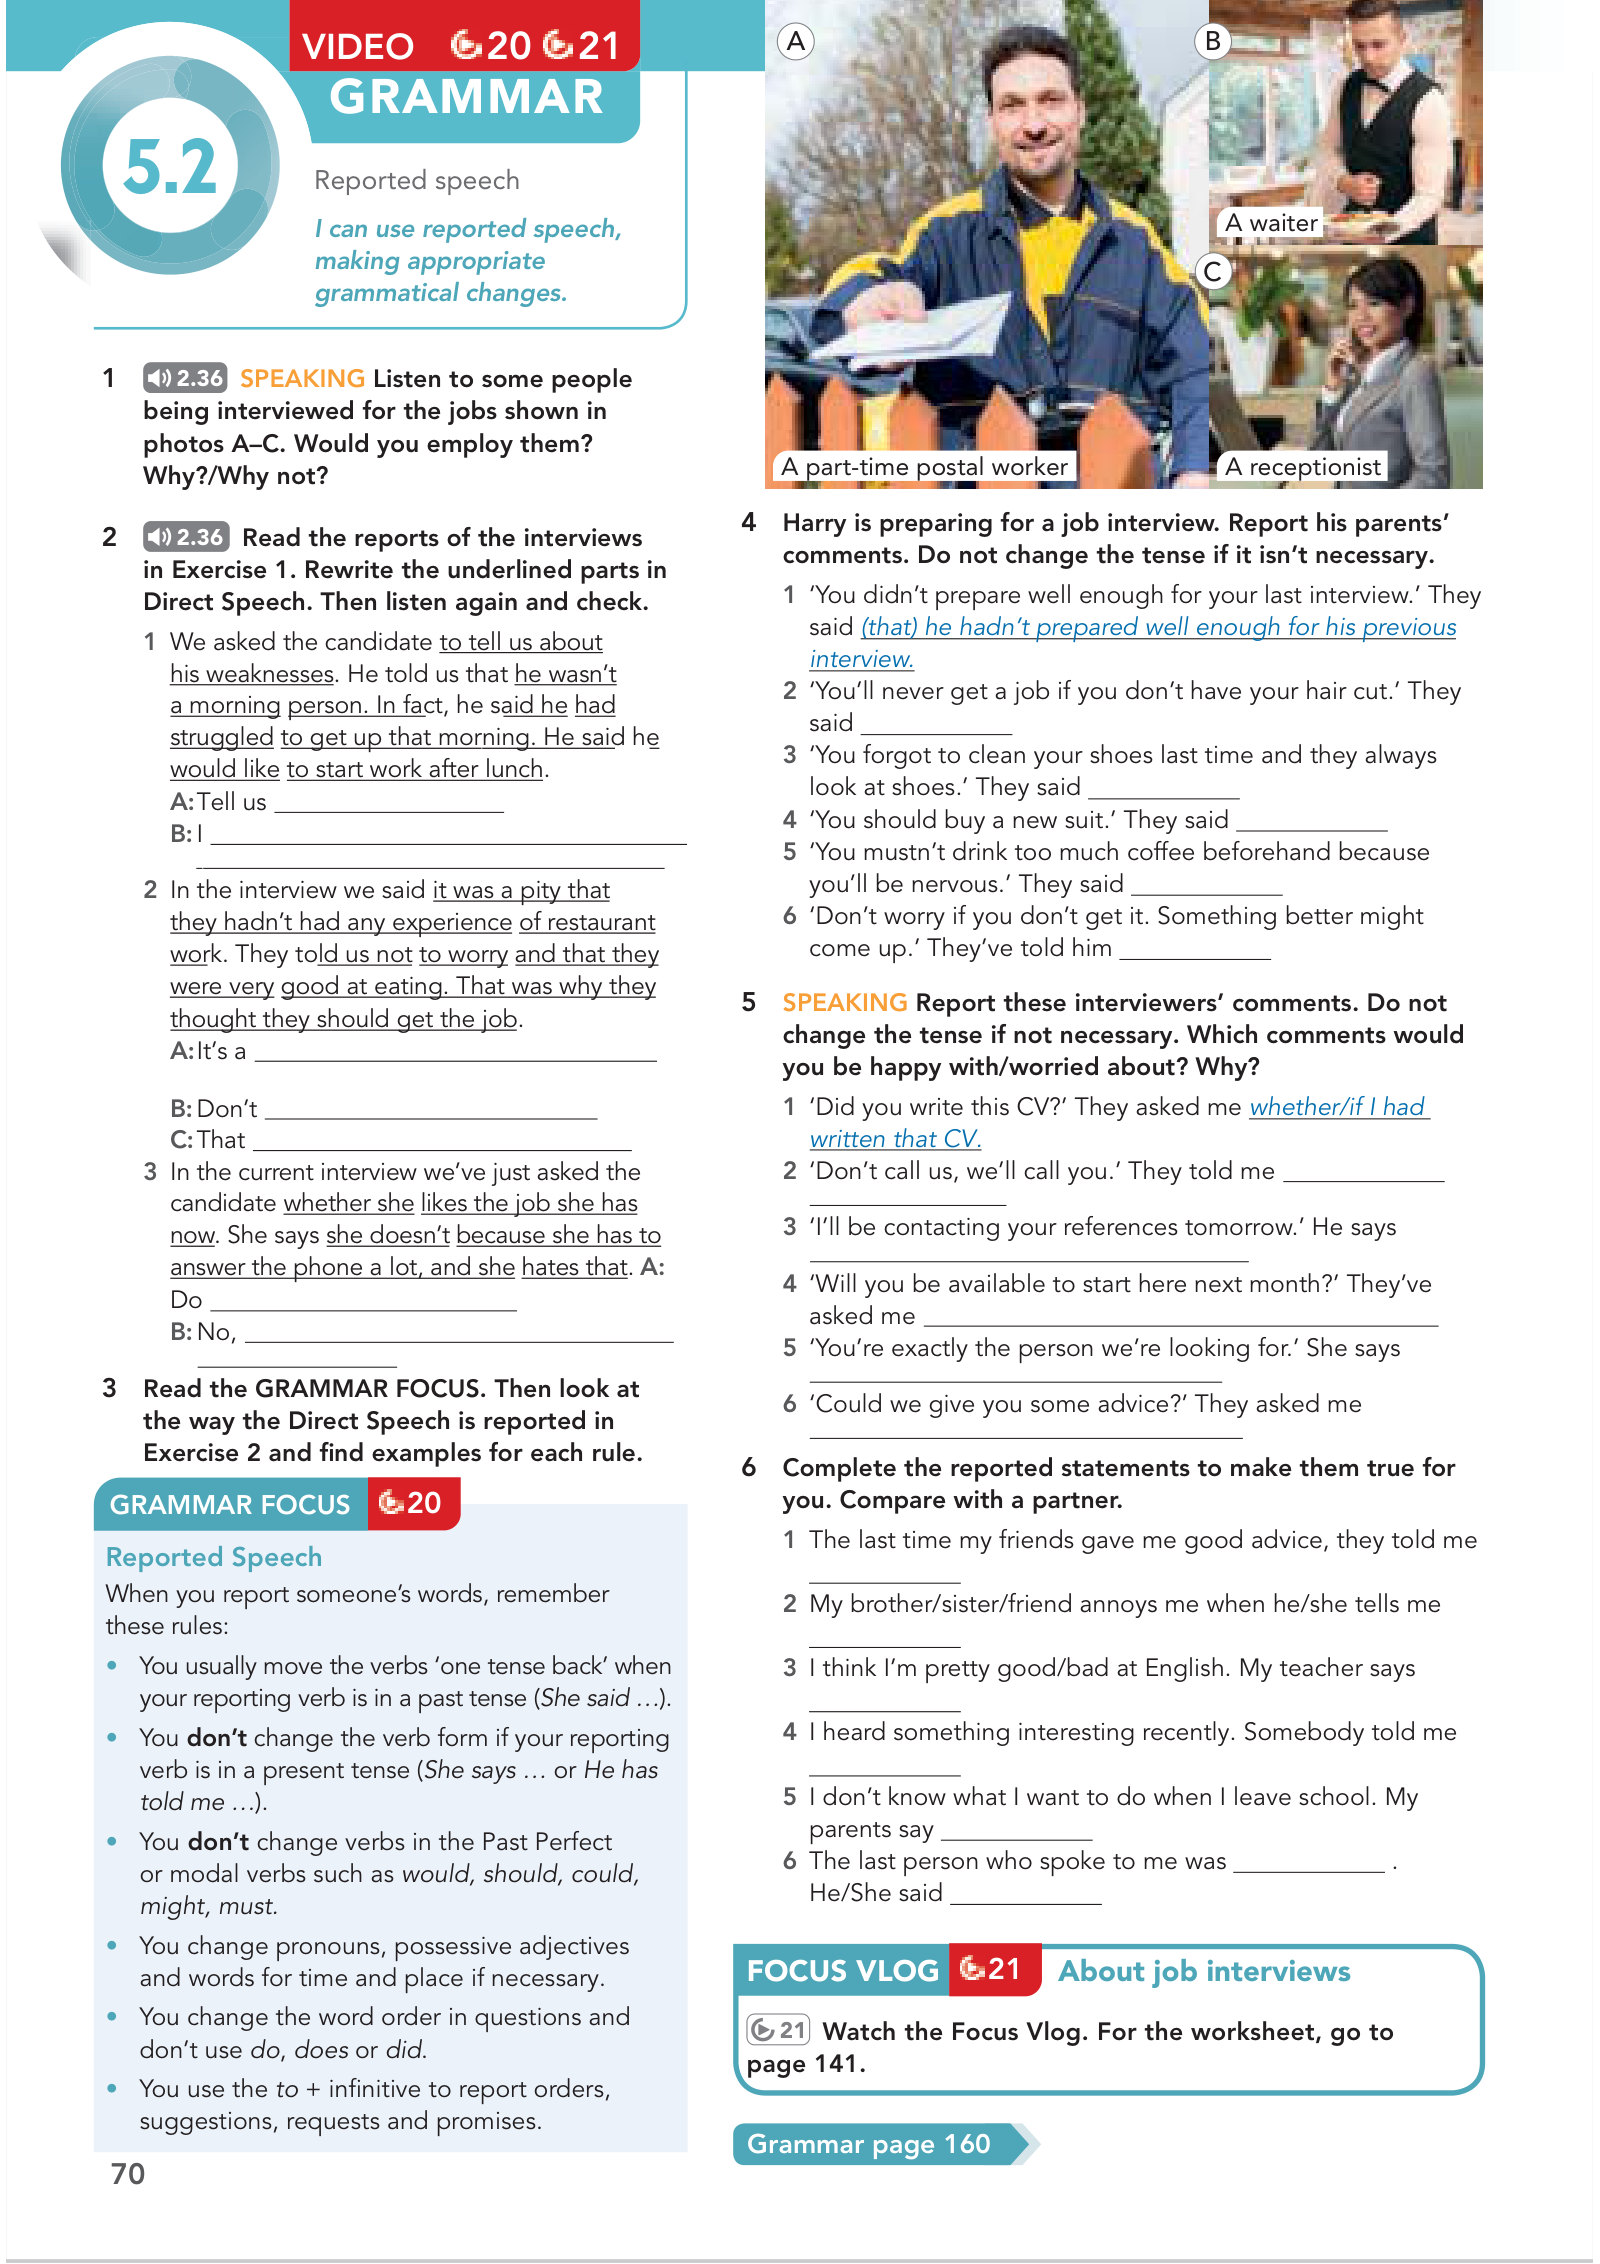 VIDEO 20 21
GRAMMAR
5.2
Reported speech
I can use reported speech,
making appropriate
grammatical changes.
1 2.36 SPEAKING Listen to some people
being interviewed for the jobs shown in
photos A–C. Would you employ them?
Why?/Why not?
2 2.36 Read the reports of the interviews
in Exercise 1. Rewrite the underlined parts in
Direct Speech. Then listen again and check.
1 We asked the candidate to tell us about
his weaknesses. He told us that he wasn't
a morning person. In fact, he said he had
struggled to get up that morning. He said he
would like to start work after lunch.
A: Tell us ____________
B: I ____________
____________
2 In the interview we said it was a pity that
they hadn't had any experience of restaurant
work. They told us not to worry and that they
were very good at eating. That was why they
thought they should get the job.
A: It's a ____________
B: Don't ____________
C: That ____________
3 In the current interview we've just asked the
candidate whether she likes the job she has
now. She says she doesn't because she has to
answer the phone a lot, and she hates that. A:
Do ____________
B: No, ____________
____________
3 Read the GRAMMAR FOCUS. Then look at
the way the Direct Speech is reported in
Exercise 2 and find examples for each rule.
GRAMMAR FOCUS 20
Reported Speech
When you report someone's words, remember
these rules:
• You usually move the verbs 'one tense back' when
your reporting verb is in a past tense (She said …).
• You don't change the verb form if your reporting
verb is in a present tense (She says … or He has
told me …).
• You don't change verbs in the Past Perfect
or modal verbs such as would, should, could,
might, must.
• You change pronouns, possessive adjectives
and words for time and place if necessary.
• You change the word order in questions and
don't use do, does or did.
• You use the to + infinitive to report orders,
suggestions, requests and promises.
70
A
A part-time postal worker
B
A waiter
C
A receptionist
4 Harry is preparing for a job interview. Report his parents'
comments. Do not change the tense if it isn't necessary.
1 'You didn't prepare well enough for your last interview.' They
said (that) he hadn't prepared well enough for his previous
interview.
2 'You'll never get a job if you don't have your hair cut.' They
said ____________
3 'You forgot to clean your shoes last time and they always
look at shoes.' They said ____________
4 'You should buy a new suit.' They said ____________
5 'You mustn't drink too much coffee beforehand because
you'll be nervous.' They said ____________
6 'Don't worry if you don't get it. Something better might
come up.' They've told him ____________
5 SPEAKING Report these interviewers' comments. Do not
change the tense if not necessary. Which comments would
you be happy with/worried about? Why?
1 'Did you write this CV?' They asked me whether/if I had
written that CV.
2 'Don't call us, we'll call you.' They told me ____________
____________
3 'I'll be contacting your references tomorrow.' He says
____________
4 'Will you be available to start here next month?' They've
asked me ____________
5 'You're exactly the person we're looking for.' She says
____________
6 'Could we give you some advice?' They asked me
____________
6 Complete the reported statements to make them true for
you. Compare with a partner.
1 The last time my friends gave me good advice, they told me
____________
2 My brother/sister/friend annoys me when he/she tells me
____________
3 I think I'm pretty good/bad at English. My teacher says
____________
4 I heard something interesting recently. Somebody told me
____________
5 I don't know what I want to do when I leave school. My
parents say ____________
6 The last person who spoke to me was ____________ .
He/She said ____________
FOCUS VLOG 21 About job interviews
21 Watch the Focus Vlog. For the worksheet, go to
page 141.
Grammar page 160